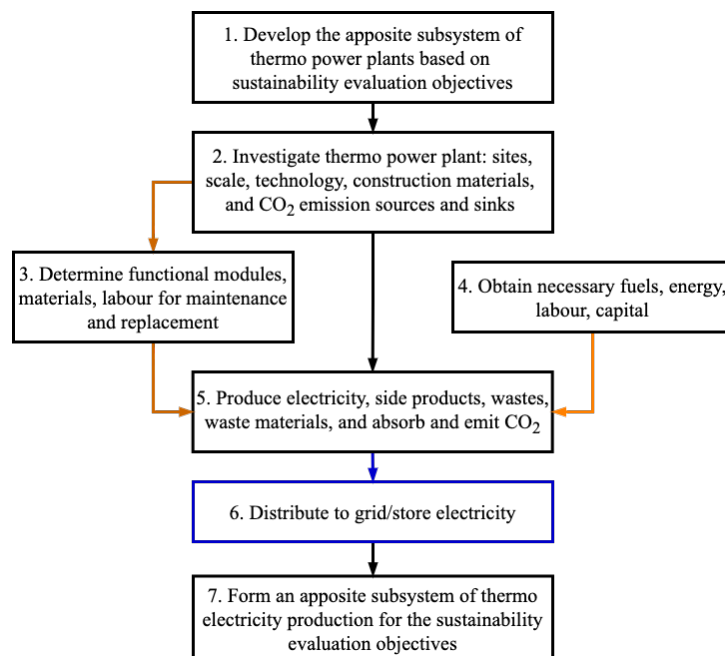 1. Develop the apposite subsystem of
thermo power plants based on
sustainability evaluation objectives
2. Investigate thermo power plant: sites,
scale, technology, construction materials,
and CO₂ emission sources and sinks
3. Determine functional modules,
materials, labour for maintenance
and replacement
4. Obtain necessary fuels, energy,
labour, capital
5. Produce electricity, side products, wastes,
waste materials, and absorb and emit CO₂
6. Distribute to grid/store electricity
7. Form an apposite subsystem of thermo
electricity production for the sustainability
evaluation objectives